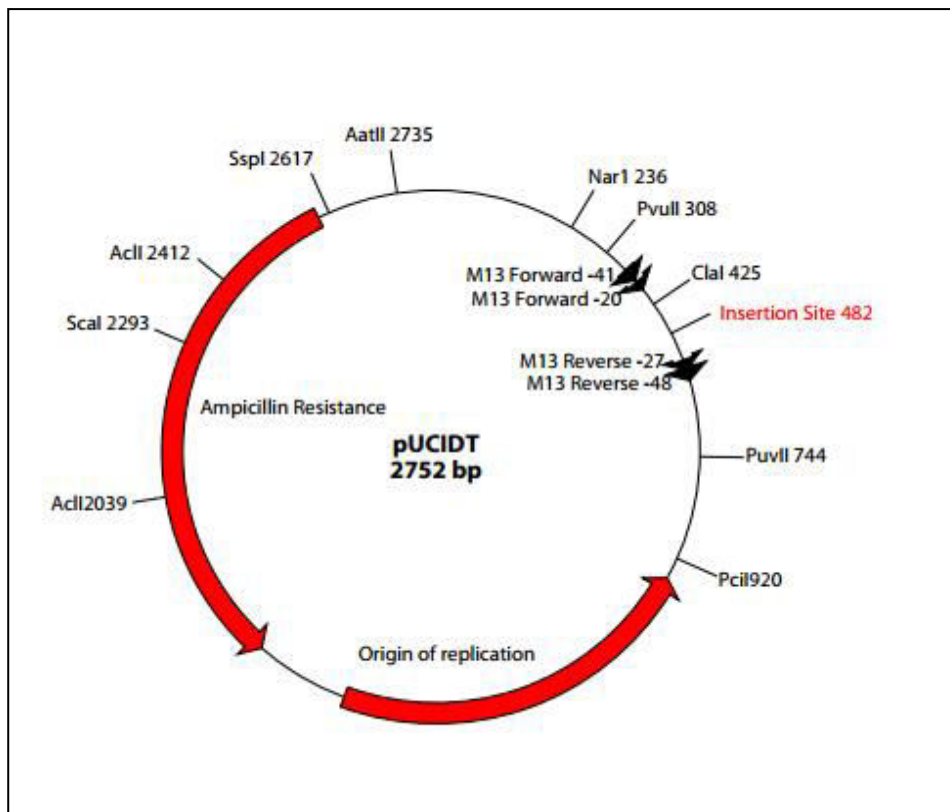 AatII 2735
SspI 2617
Nar1 236
PvuII 308
AclI 2412
M13 Forward -41
ClaI 425
M13 Forward -20
Insertion Site 482
ScaI 2293
M13 Reverse -27
M13 Reverse -48
Ampicillin Resistance
pUCIDT
2752 bp
PuvII 744
AclI2039
PciI920
Origin of replication